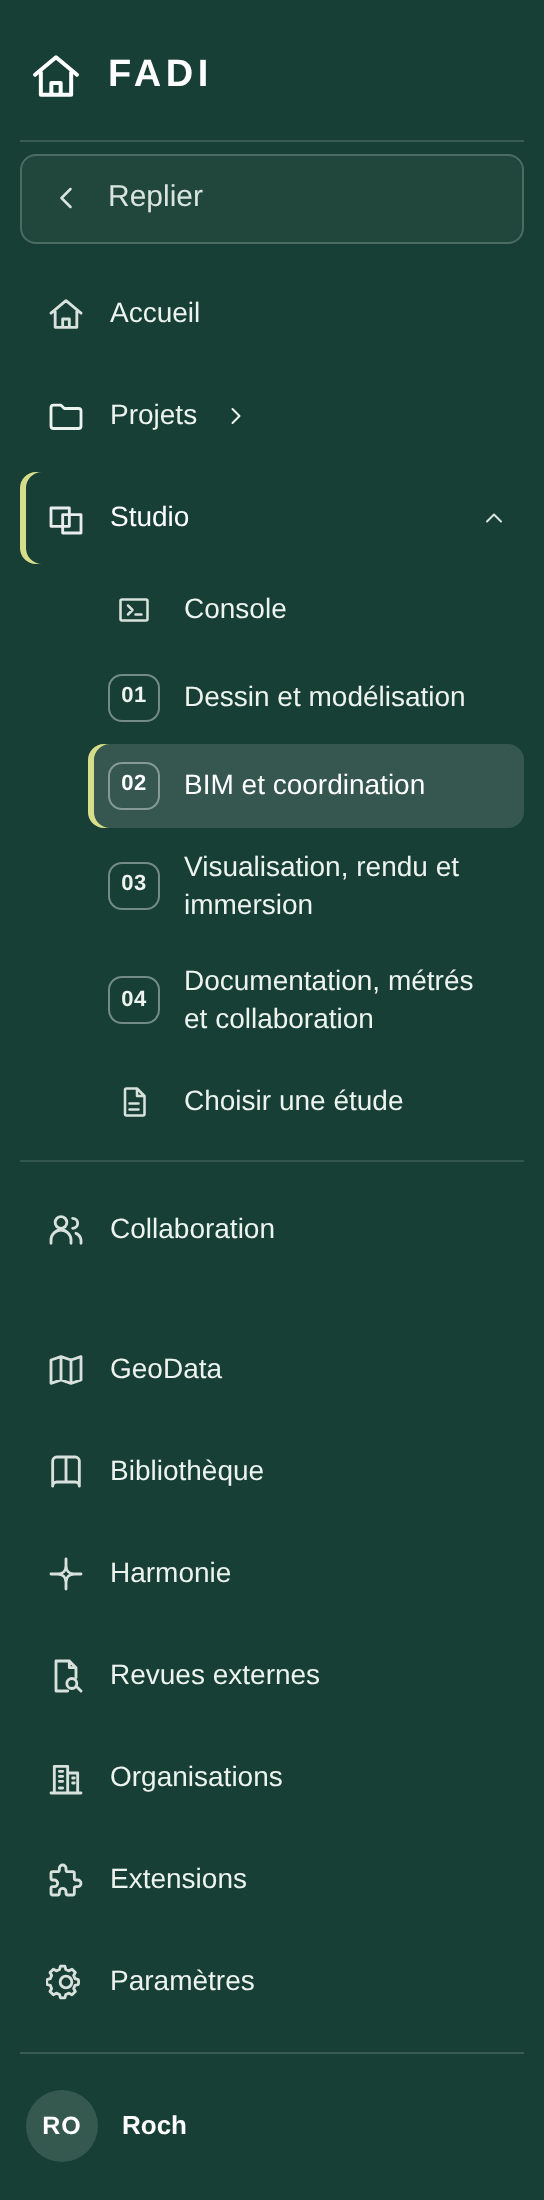 FADI
Replier
Accueil
Projets
Studio
Console
01 Dessin et modélisation
02 BIM et coordination
03 Visualisation, rendu et
immersion
04 Documentation, métrés
et collaboration
Choisir une étude
Collaboration
GeoData
Bibliothèque
Harmonie
Revues externes
Organisations
Extensions
Paramètres
RO Roch